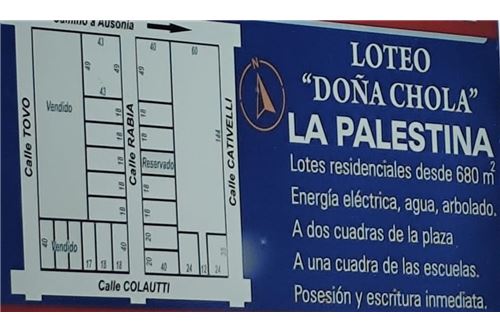 Camino a Ausonia
LOTEO
"DOÑA CHOLA"
LA PALESTINA
Lotes residenciales desde 680 m²
Energía eléctrica, agua, arbolado.
A dos cuadras de la plaza
A una cuadra de las escuelas.
Posesión y escritura inmediata.
Calle TOVO
Calle RABIA
Calle CATIVELLI
Calle COLAUTTI
43
40
60
49
49
49
Vendido
43
18
18
18
18
18
18
18
18
144
Reservado
18
18
40
Vendido
17
18
18
40
20
20
40
24
12
24